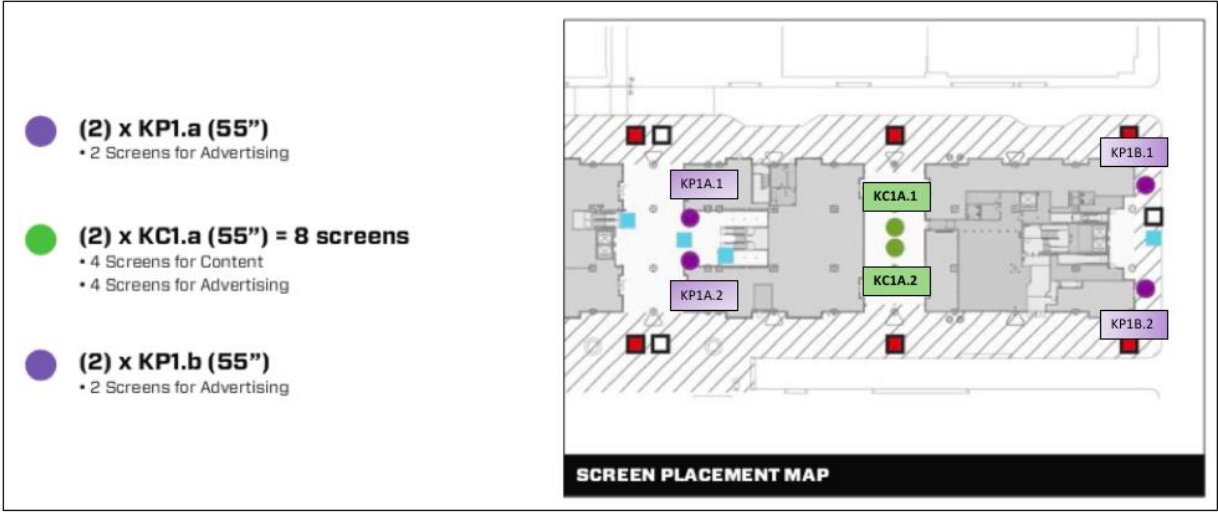 (2) x KP1.a (55”)
• 2 Screens for Advertising
(2) x KC1.a (55”) = 8 screens
• 4 Screens for Content
• 4 Screens for Advertising
(2) x KP1.b (55”)
• 2 Screens for Advertising
KP1B.1
KP1A.1
KC1A.1
KC1A.2
KP1A.2
KP1B.2
SCREEN PLACEMENT MAP